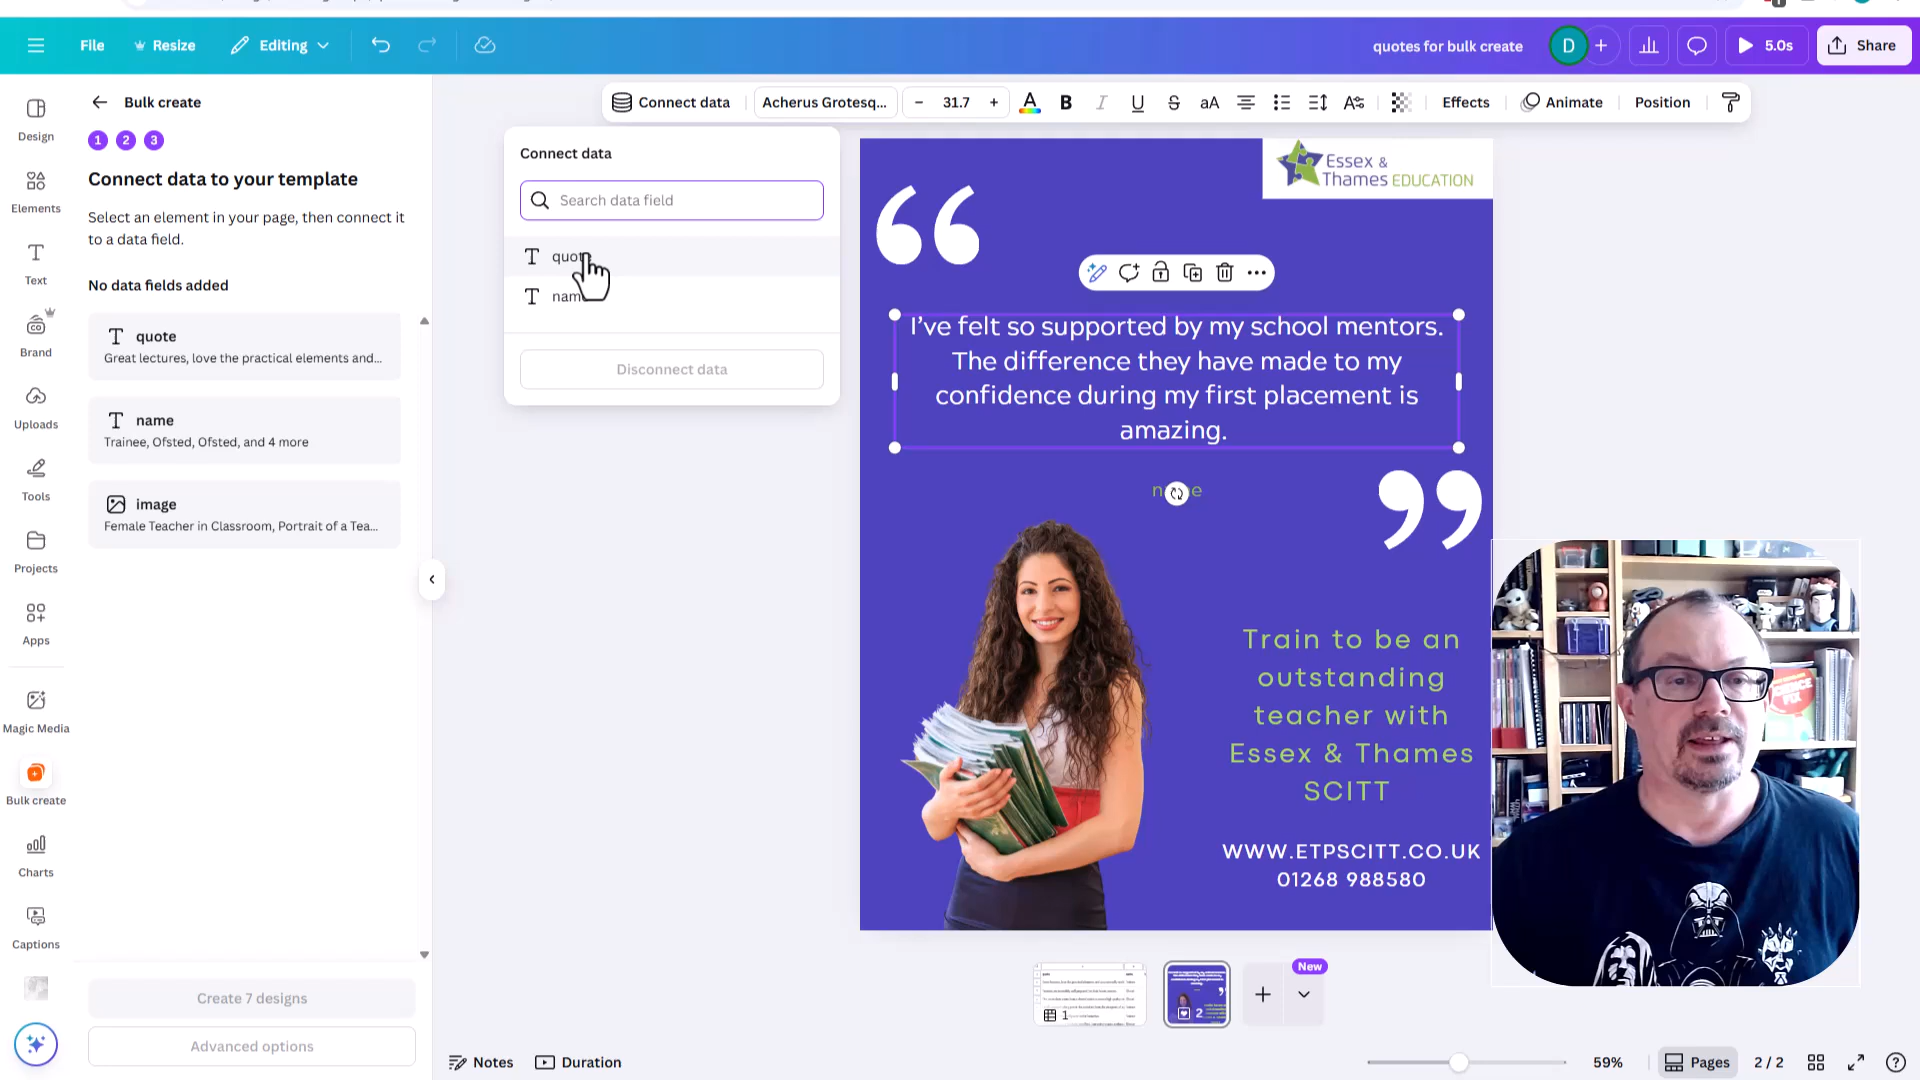 File
Resize
Editing
quotes for bulk create
D
5.0s
Share
Design
Elements
Text
Brand
Uploads
Tools
Projects
Apps
Magic Media
Bulk create
Charts
Captions
Bulk create
1 2 3
Connect data to your template
Select an element in your page, then connect it
to a data field.
No data fields added
quote
Great lectures, love the practical elements and...
name
Trainee, Ofsted, Ofsted, and 4 more
image
Female Teacher in Classroom, Portrait of a Tea...
Create 7 designs
Advanced options
Connect data
Acherus Grotesq...
– 31.7 +
A
B
I
U
S
aA
Effects
Animate
Position
Connect data
Search data field
Disconnect data
Essex &
Thames EDUCATION
I’ve felt so supported by my school mentors.
The difference they have made to my
confidence during my first placement is
amazing.
Train to be an
outstanding
teacher with
Essex & Thames
SCITT
WWW.ETPSCITT.CO.UK
01268 988580
1
2
New
Notes
Duration
59%
Pages
2 / 2